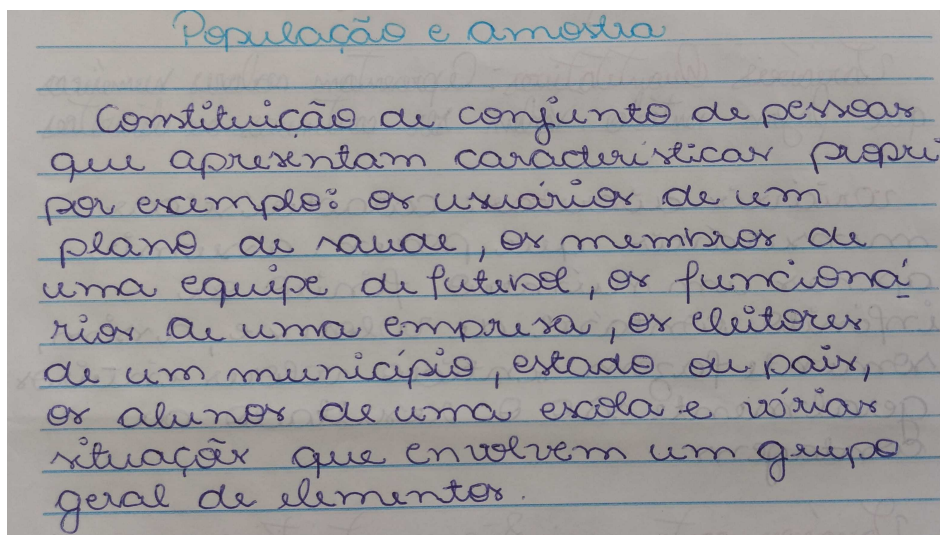 População e amostra
Constituição de conjunto de pessoas
que apresentam características propri
por exemplo: os usuários de um
plano de saude, os membros de
uma equipe de futebol, os funcioná
rios de uma empresa, os eleitores
de um município, estado ou país,
os alunos de uma escola e várias
situações que envolvem um grupo
geral de elementos.